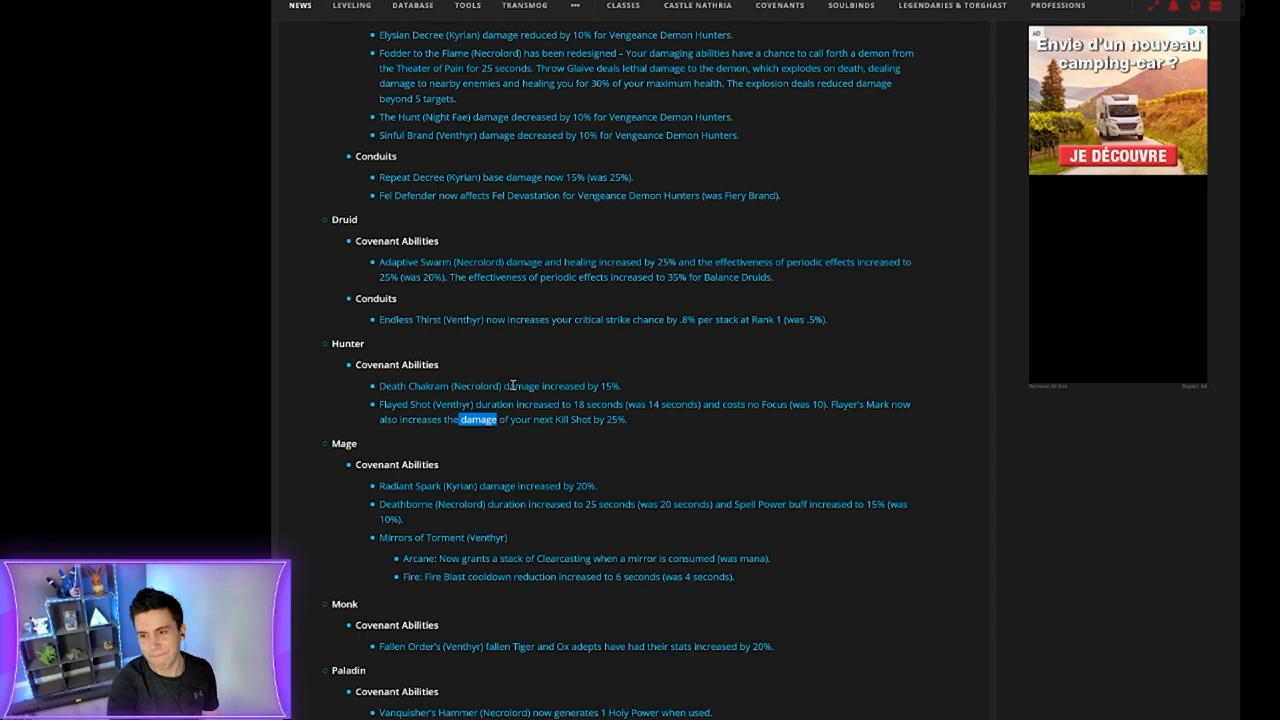 NEWS LEVELING DATABASE TOOLS TRANSMOG ••• CLASSES CASTLE NATHRIA COVENANTS SOULBINDS LEGENDARIES & TORGHAST PROFESSIONS
Elysian Decree (Kyrian) damage reduced by 10% for Vengeance Demon Hunters.
Fodder to the Flame (Necrolord) has been redesigned – Your damaging abilities have a chance to call forth a demon from
the Theater of Pain for 25 seconds. Throw Glaive deals lethal damage to the demon, which explodes on death, dealing
damage to nearby enemies and healing you for 30% of your maximum health. The explosion deals reduced damage
beyond 5 targets.
The Hunt (Night Fae) damage decreased by 10% for Vengeance Demon Hunters.
Sinful Brand (Venthyr) damage decreased by 10% for Vengeance Demon Hunters.
Conduits
Repeat Decree (Kyrian) base damage now 15% (was 25%).
Fel Defender now affects Fel Devastation for Vengeance Demon Hunters (was Fiery Brand).
Druid
Covenant Abilities
Adaptive Swarm (Necrolord) damage and healing increased by 25% and the effectiveness of periodic effects increased to
25% (was 20%). The effectiveness of periodic effects increased to 35% for Balance Druids.
Conduits
Endless Thirst (Venthyr) now increases your critical strike chance by .8% per stack at Rank 1 (was .5%).
Hunter
Covenant Abilities
Death Chakram (Necrolord) damage increased by 15%.
Flayed Shot (Venthyr) duration increased to 18 seconds (was 14 seconds) and costs no Focus (was 10). Flayer's Mark now
also increases the damage of your next Kill Shot by 25%.
Mage
Covenant Abilities
Radiant Spark (Kyrian) damage increased by 20%.
Deathborne (Necrolord) duration increased to 25 seconds (was 20 seconds) and Spell Power buff increased to 15% (was
10%).
Mirrors of Torment (Venthyr)
Arcane: Now grants a stack of Clearcasting when a mirror is consumed (was mana).
Fire: Fire Blast cooldown reduction increased to 6 seconds (was 4 seconds).
Monk
Covenant Abilities
Fallen Order's (Venthyr) fallen Tiger and Ox adepts have had their stats increased by 20%.
Paladin
Covenant Abilities
Vanquisher's Hammer (Necrolord) now generates 1 Holy Power when used.
AD
Envie d'un nouveau
camping-car ?
JE DÉCOUVRE
Remove All Ads Report Ad